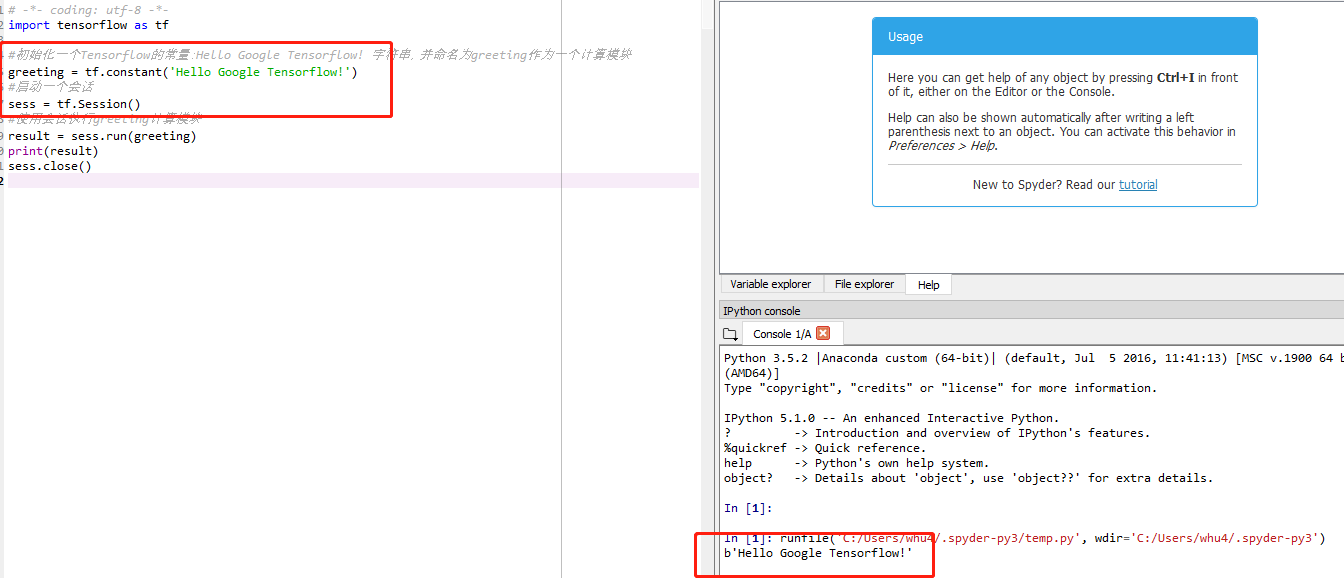 # -*- coding: utf-8 -*-
import tensorflow as tf
#初始化一个Tensorflow的常量:Hello Google Tensorflow! 字符串, 并命名为greeting作为一个计算模块
greeting = tf.constant('Hello Google Tensorflow!')
#启动一个会话
sess = tf.Session()
#使用会话执行greeting计算模块
result = sess.run(greeting)
print(result)
sess.close()
Usage
Here you can get help of any object by pressing Ctrl+I in front
of it, either on the Editor or the Console.
Help can also be shown automatically after writing a left
parenthesis next to an object. You can activate this behavior in
Preferences > Help.
New to Spyder? Read our tutorial
Variable explorer File explorer Help
IPython console
Console 1/A
Python 3.5.2 |Anaconda custom (64-bit)| (default, Jul  5 2016, 11:41:13) [MSC v.1900 64 b
(AMD64)]
Type "copyright", "credits" or "license" for more information.
IPython 5.1.0 -- An enhanced Interactive Python.
?         -> Introduction and overview of IPython's features.
%quickref -> Quick reference.
help      -> Python's own help system.
object?   -> Details about 'object', use 'object??' for extra details.
In [1]:
In [1]: runfile('C:/Users/whu4/.spyder-py3/temp.py', wdir='C:/Users/whu4/.spyder-py3')
b'Hello Google Tensorflow!'